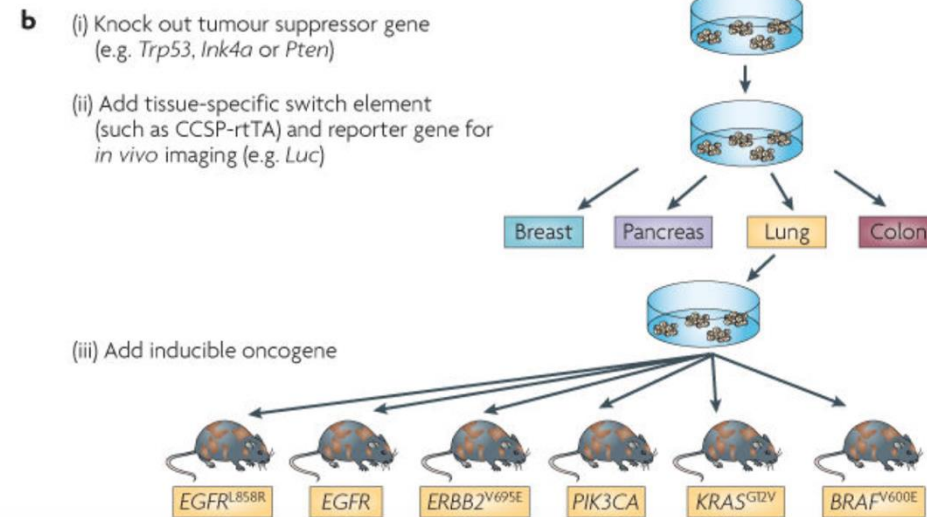 b
(i) Knock out tumour suppressor gene
(e.g. Trp53, Ink4a or Pten)
(ii) Add tissue-specific switch element
(such as CCSP-rtTA) and reporter gene for
in vivo imaging (e.g. Luc)
Breast Pancreas Lung Colon
(iii) Add inducible oncogene
EGFRL858R EGFR ERBB2V695E PIK3CA KRASG12V BRAFV600E